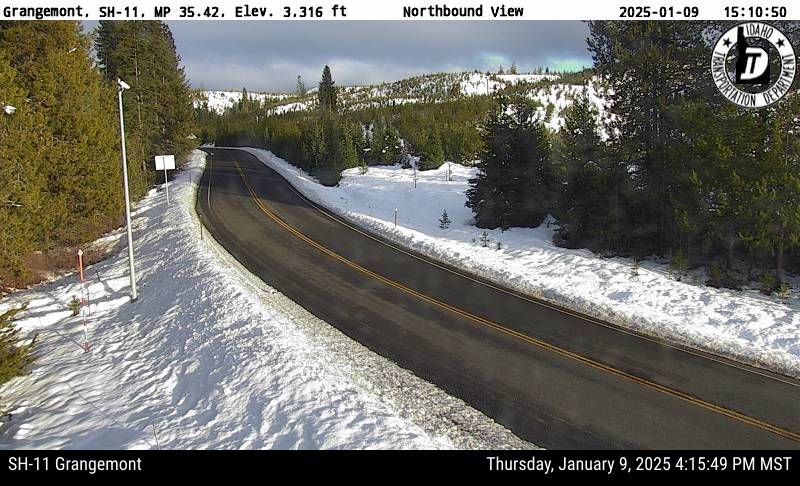 Grangemont, SH-11, MP 35.42, Elev. 3,316 ft Northbound View 2025-01-09 15:10:50
IDAHO
TRANSPORTATION DEPARTMENT
SH-11 Grangemont Thursday, January 9, 2025 4:15:49 PM MST